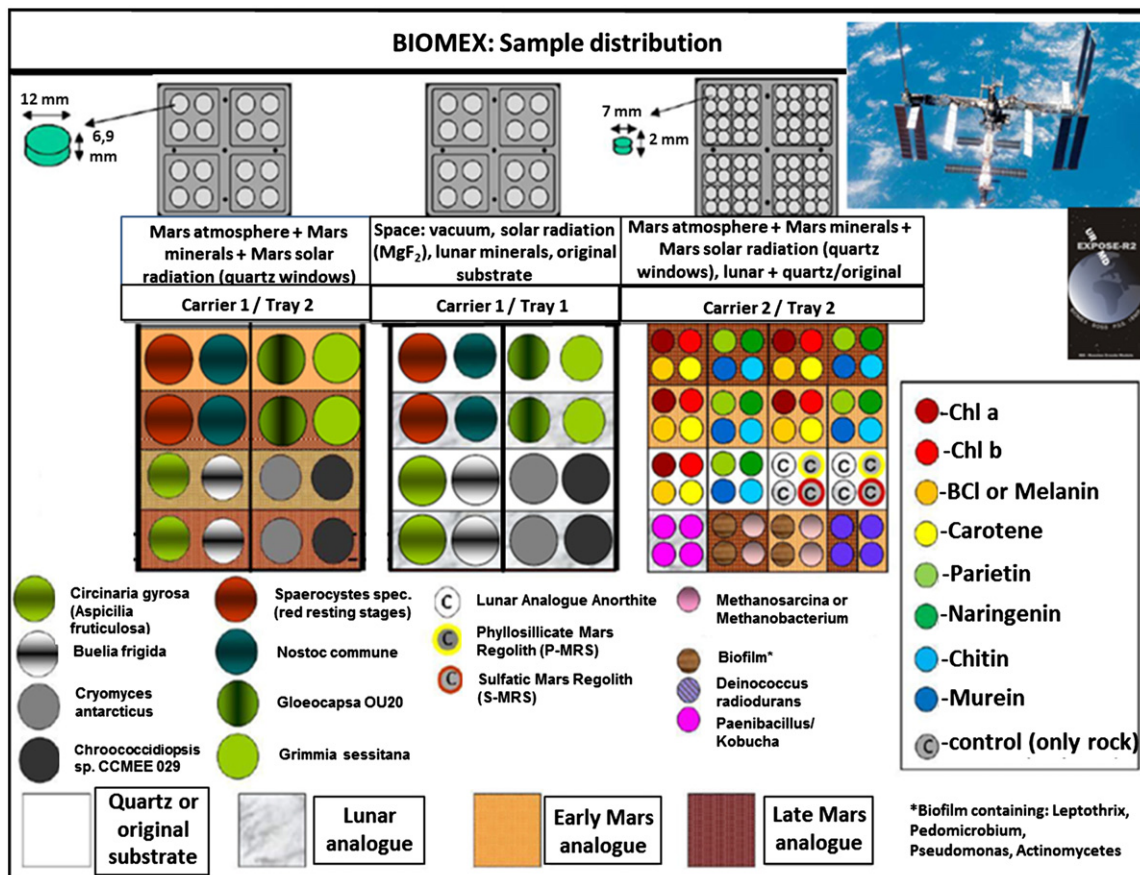 BIOMEX: Sample distribution
12 mm
6,9
mm
7 mm
2 mm
EXPOSE-R2
Mars atmosphere + Mars
minerals + Mars solar
radiation (quartz windows)
Space: vacuum, solar radiation
(MgF2), lunar minerals, original
substrate
Mars atmosphere + Mars minerals +
Mars solar radiation (quartz
windows), lunar + quartz/original
Carrier 1 / Tray 2
Carrier 1 / Tray 1
Carrier 2 / Tray 2
C C C C
C C C C
Circinaria gyrosa
(Aspicilia
fruticulosa)
Buelia frigida
Cryomyces
antarcticus
Chroococcidiopsis
sp. CCMEE 029
Spaerocystes spec.
(red resting stages)
Nostoc commune
Gloeocapsa OU20
Grimmia sessitana
C Lunar Analogue Anorthite
C Phyllosillicate Mars
Regolith (P-MRS)
C Sulfatic Mars Regolith
(S-MRS)
Methanosarcina or
Methanobacterium
Biofilm*
Deinococcus
radiodurans
Paenibacillus/
Kobucha
-Chl a
-Chl b
-BCl or Melanin
-Carotene
-Parietin
-Naringenin
-Chitin
-Murein
C -control (only rock)
Quartz or
original
substrate
Lunar
analogue
Early Mars
analogue
Late Mars
analogue
*Biofilm containing: Leptothrix,
Pedomicrobium,
Pseudomonas, Actinomycetes